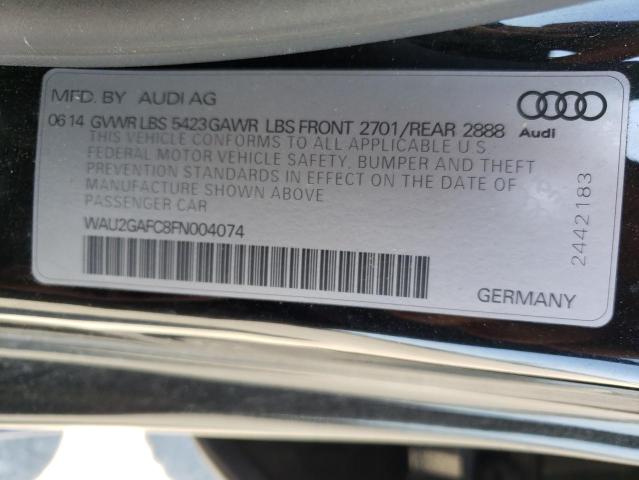 MFD. BY AUDI AG
06 14 GVWR LBS 5423 GAWR LBS FRONT 2701/REAR 2888
Audi
THIS VEHICLE CONFORMS TO ALL APPLICABLE U.S
FEDERAL MOTOR VEHICLE SAFETY, BUMPER AND THEFT
PREVENTION STANDARDS IN EFFECT ON THE DATE OF
MANUFACTURE SHOWN ABOVE
PASSENGER CAR
WAU2GAFC8FN004074
2442183
GERMANY